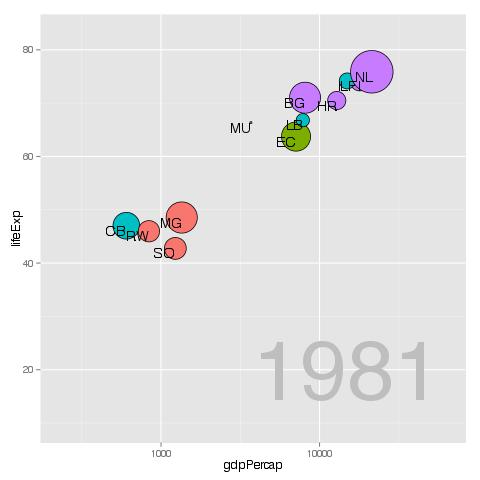 80
NL
IL
BG
HR
LB
MU
60
EC
MG
CB
RW
SO
40
1981
20
1000
10000
gdpPercap
lifeExp